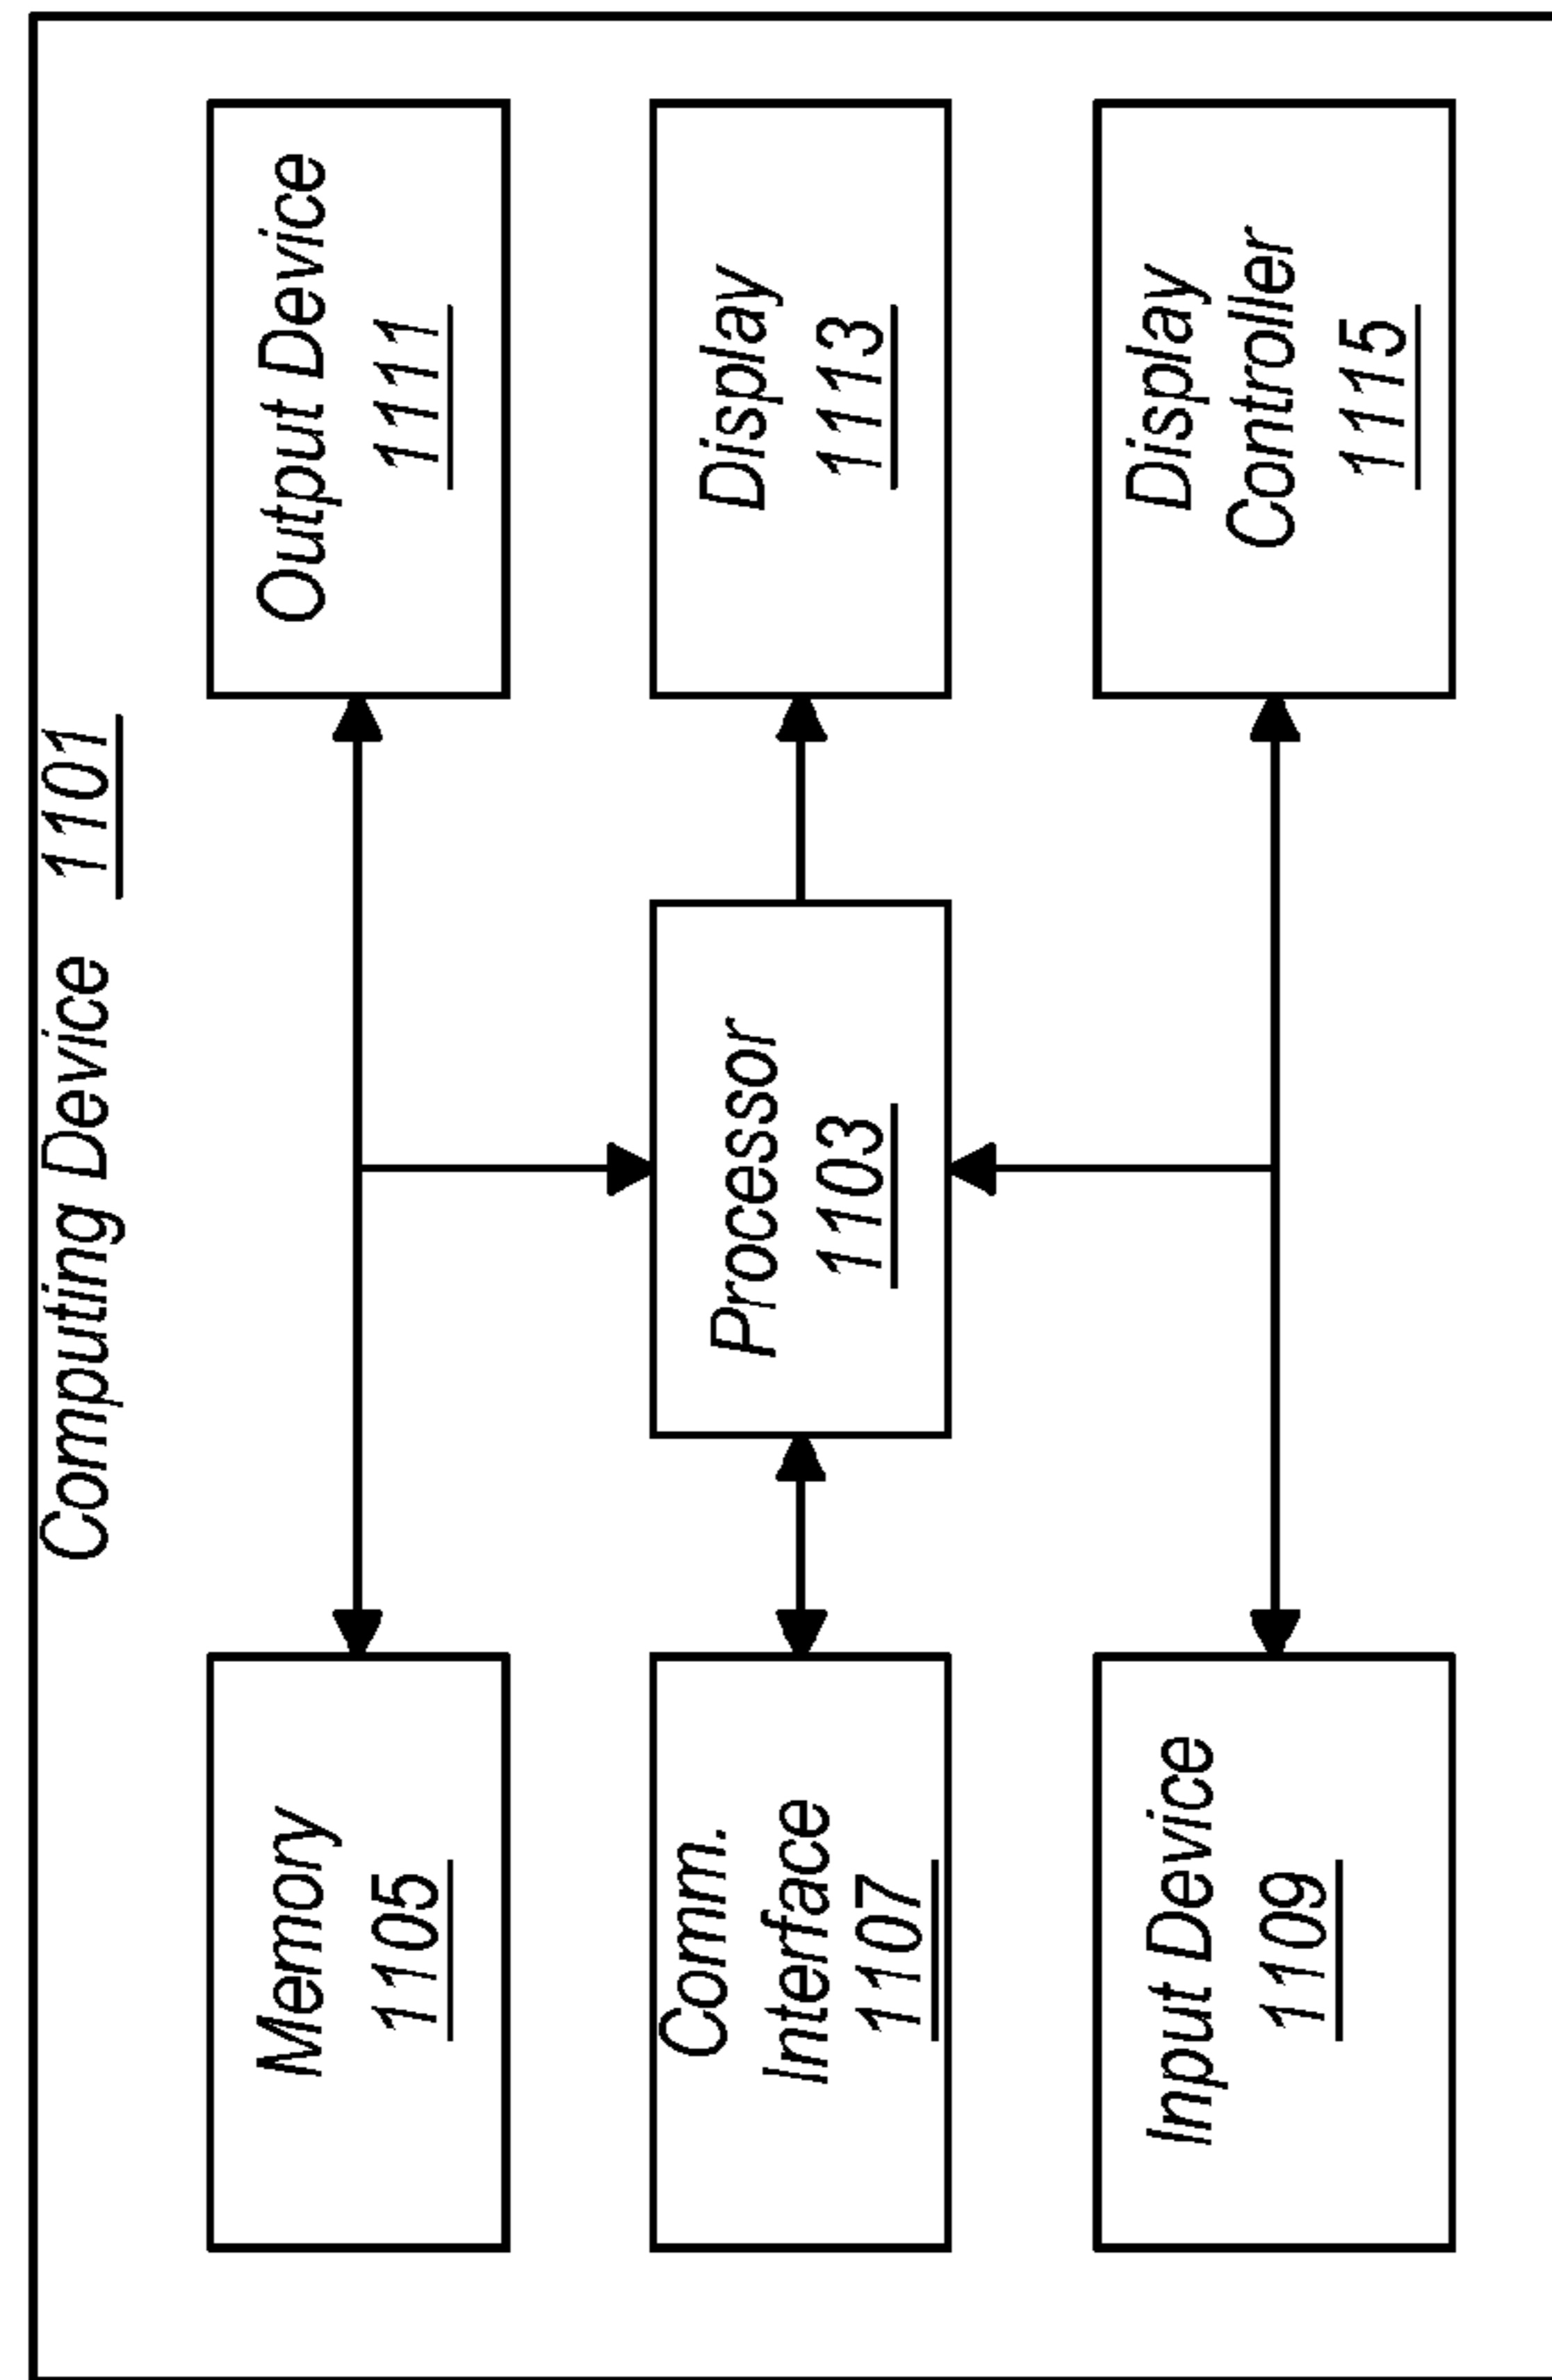 Computing Device 1101
Memory
1105
Output Device
1111
Comm.
Interface
1107
Processor
1103
Display
1113
Input Device
1109
Display
Controller
1115